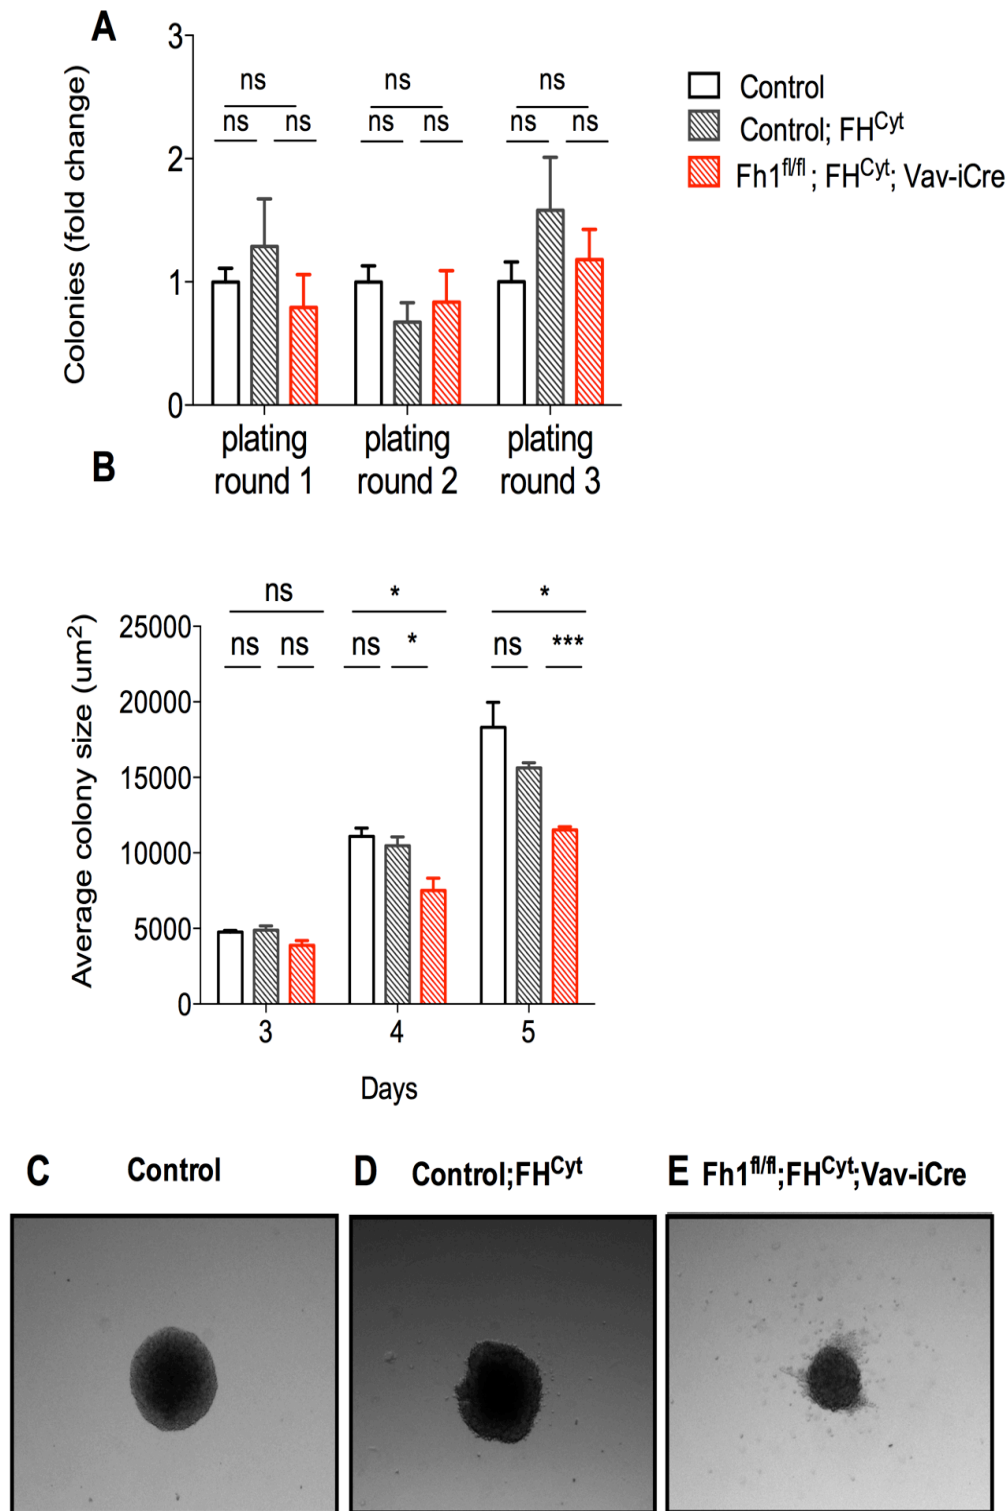 A
3
2
1
0
Colonies (fold change)
ns
ns ns
ns
ns ns
ns
ns ns
plating round 1
plating round 2
plating round 3
Control
Control; FH^Cyt
Fh1^fl/fl ; FH^Cyt; Vav-iCre
B
Average colony size (um²)
25000
20000
15000
10000
5000
0
ns
ns ns
*
ns *
*
ns ***
3 4 5
Days
C Control
D Control;FH^Cyt
E Fh1^fl/fl;FH^Cyt;Vav-iCre